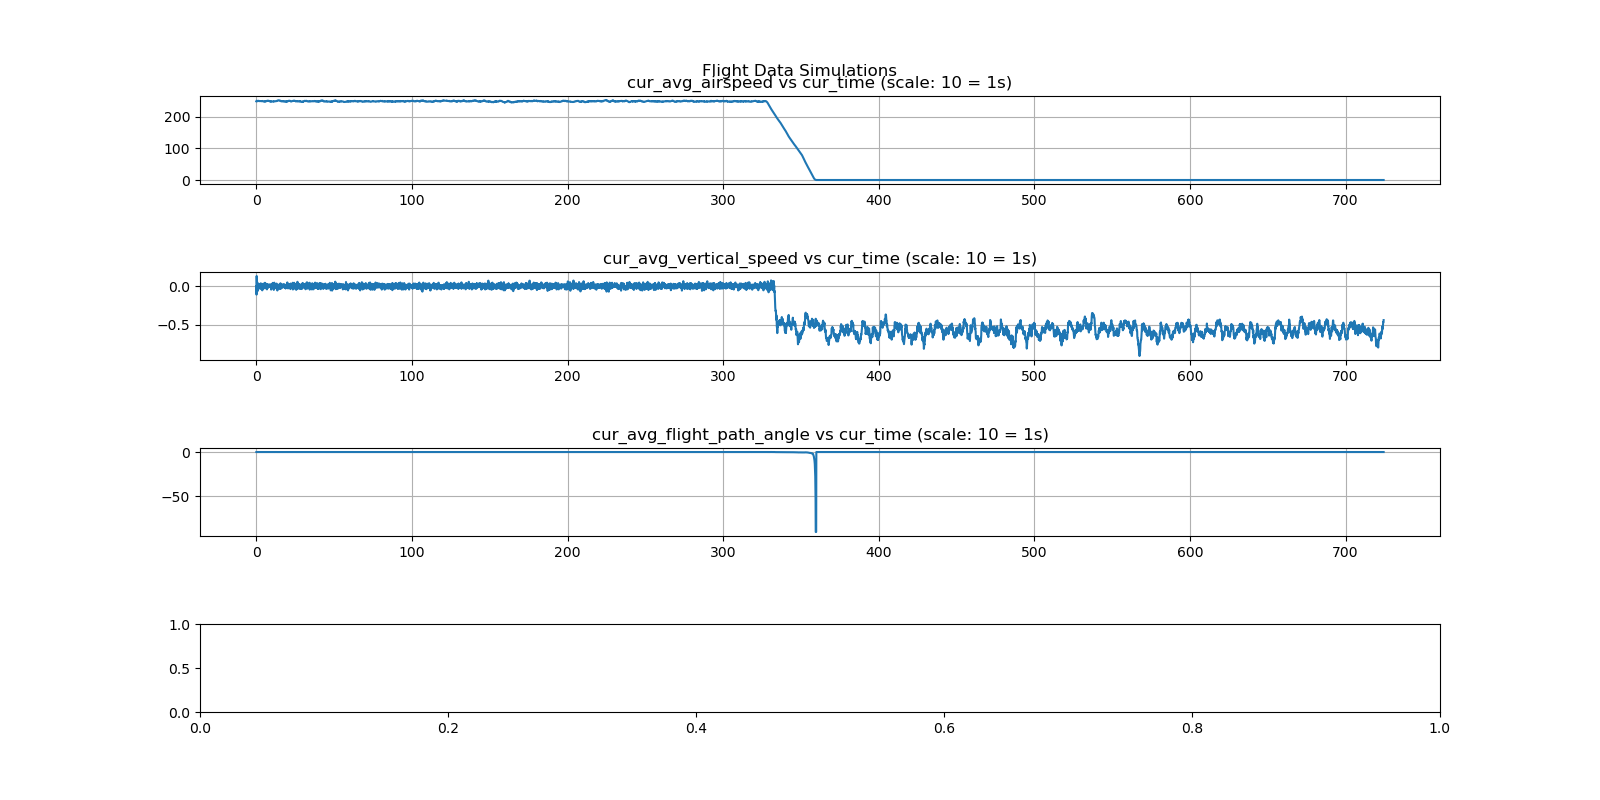 Flight Data Simulations
cur_avg_airspeed vs cur_time (scale: 10 = 1s)
200
100
0
0 100 200 300 400 500 600 700
cur_avg_vertical_speed vs cur_time (scale: 10 = 1s)
0.0
−0.5
0 100 200 300 400 500 600 700
cur_avg_flight_path_angle vs cur_time (scale: 10 = 1s)
0
−50
0 100 200 300 400 500 600 700
1.0
0.5
0.0
0.0 0.2 0.4 0.6 0.8 1.0